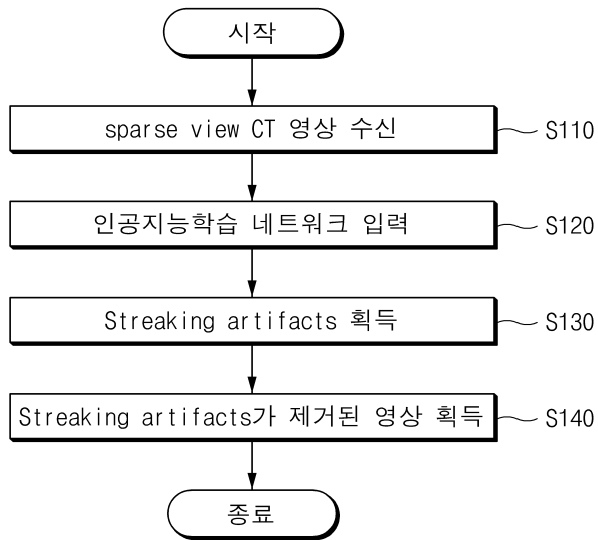 시작
sparse view CT 영상 수신
S110
인공지능학습 네트워크 입력
S120
Streaking artifacts 획득
S130
Streaking artifacts가 제거된 영상 획득
S140
종료